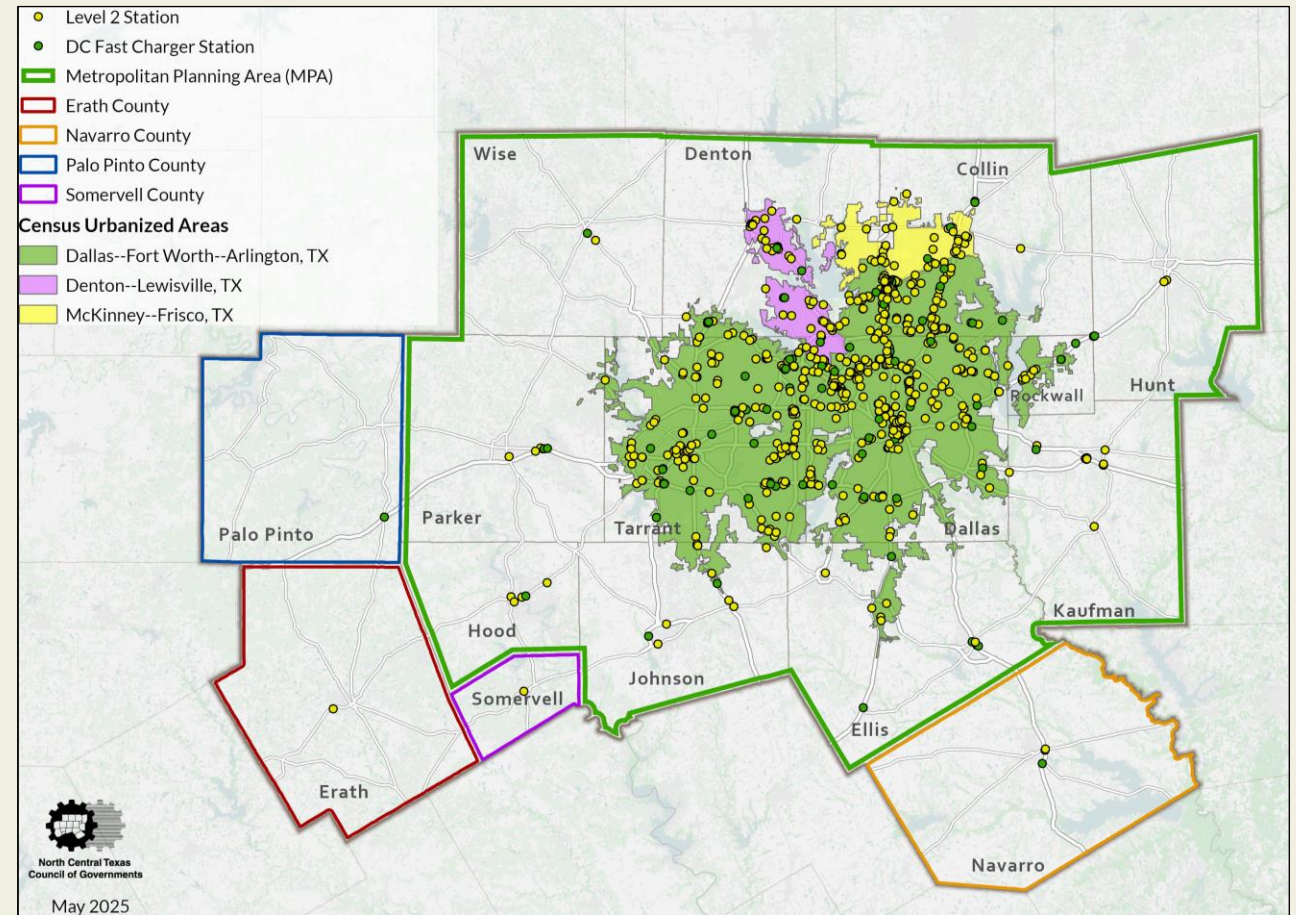 Level 2 Station
DC Fast Charger Station
Metropolitan Planning Area (MPA)
Erath County
Navarro County
Palo Pinto County
Somervell County
Census Urbanized Areas
Dallas--Fort Worth--Arlington, TX
Denton--Lewisville, TX
McKinney--Frisco, TX
Wise
Denton
Collin
Hunt
Rockwall
Palo Pinto
Parker
Tarrant
Dallas
Kaufman
Hood
Somervell
Johnson
Ellis
Erath
Navarro
North Central Texas
Council of Governments
May 2025